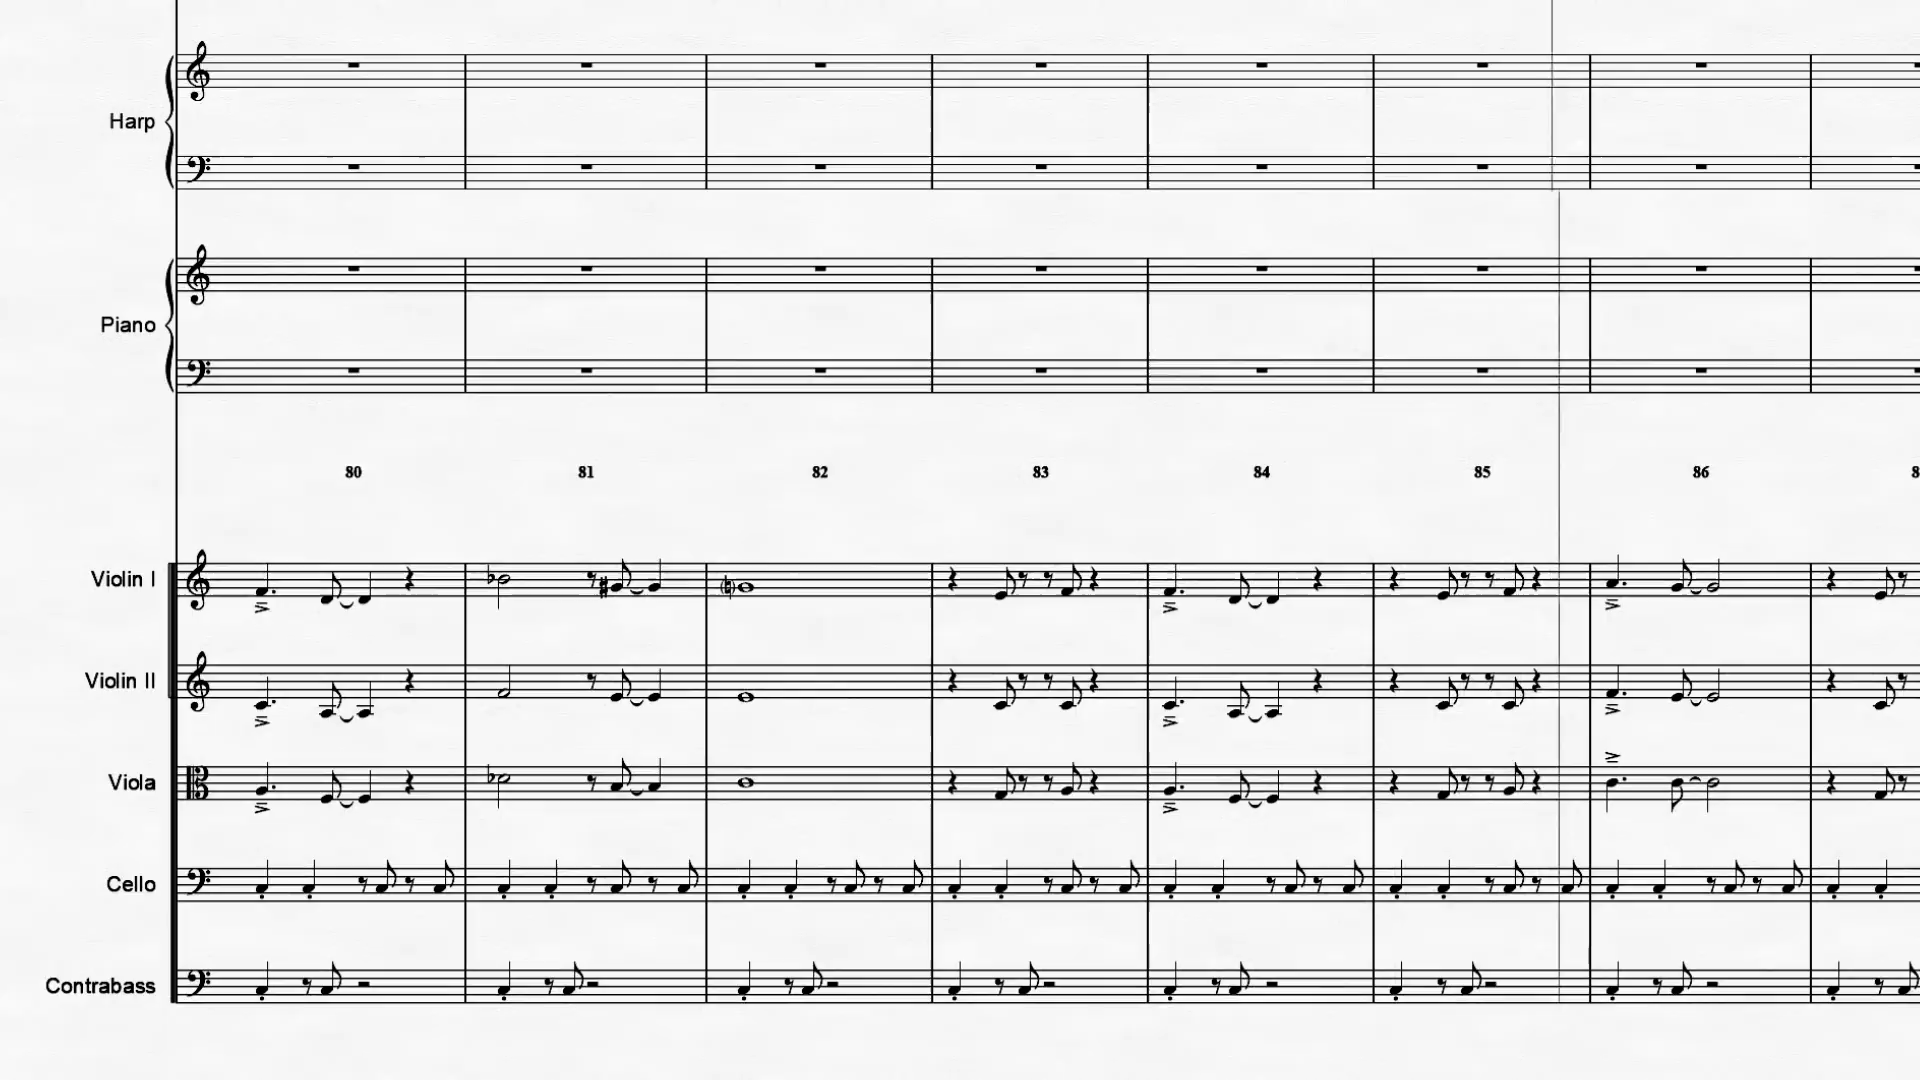 Harp
Piano
80 81 82 83 84 85 86
Violin I
Violin II
Viola
Cello
Contrabass